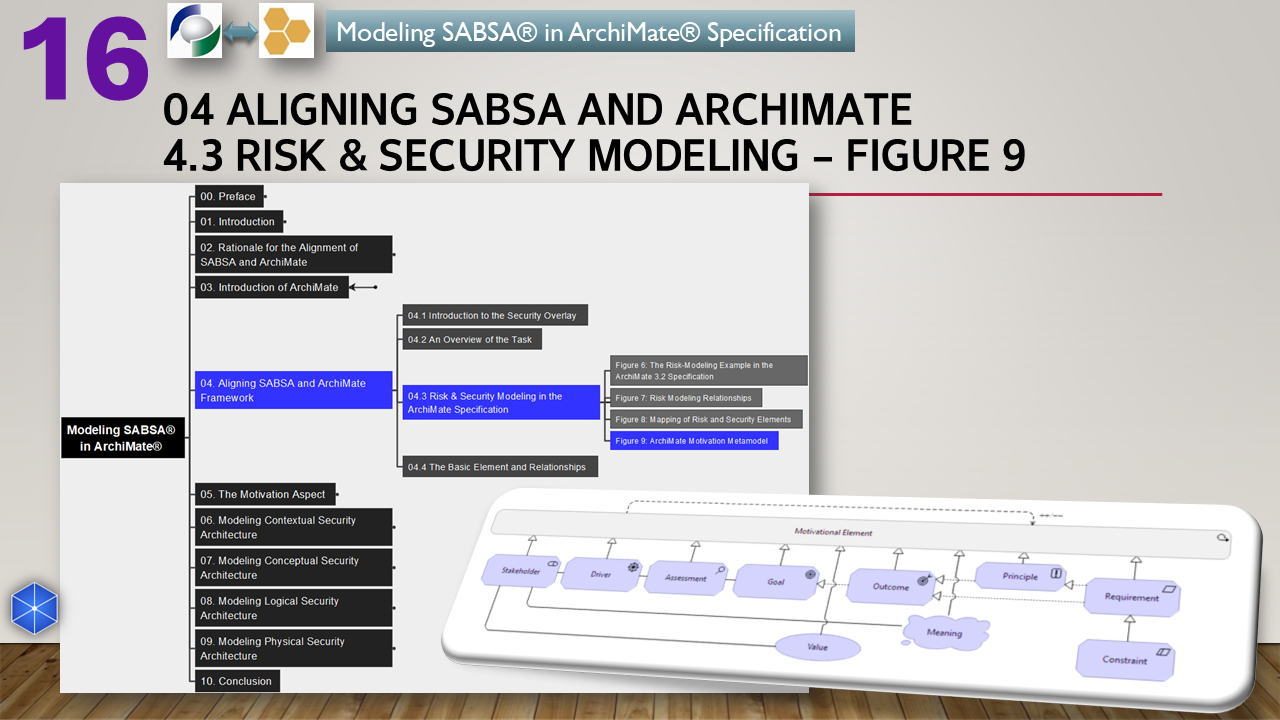 16
Modeling SABSA® in ArchiMate® Specification
04 ALIGNING SABSA AND ARCHIMATE
4.3 RISK & SECURITY MODELING – FIGURE 9
Modeling SABSA®
in ArchiMate®
00. Preface
01. Introduction
02. Rationale for the Alignment of
SABSA and ArchiMate
03. Introduction of ArchiMate
04. Aligning SABSA and ArchiMate
Framework
04.1 Introduction to the Security Overlay
04.2 An Overview of the Task
04.3 Risk & Security Modeling in the
ArchiMate Specification
Figure 6: The Risk-Modeling Example in the
ArchiMate 3.2 Specification
Figure 7: Risk Modeling Relationships
Figure 8: Mapping of Risk and Security Elements
Figure 9: ArchiMate Motivation Metamodel
04.4 The Basic Element and Relationships
05. The Motivation Aspect
06. Modeling Contextual Security
Architecture
07. Modeling Conceptual Security
Architecture
08. Modeling Logical Security
Architecture
09. Modeling Physical Security
Architecture
10. Conclusion
Motivational Element
Stakeholder
Driver
Assessment
Goal
Outcome
Principle
Requirement
Meaning
Value
Constraint